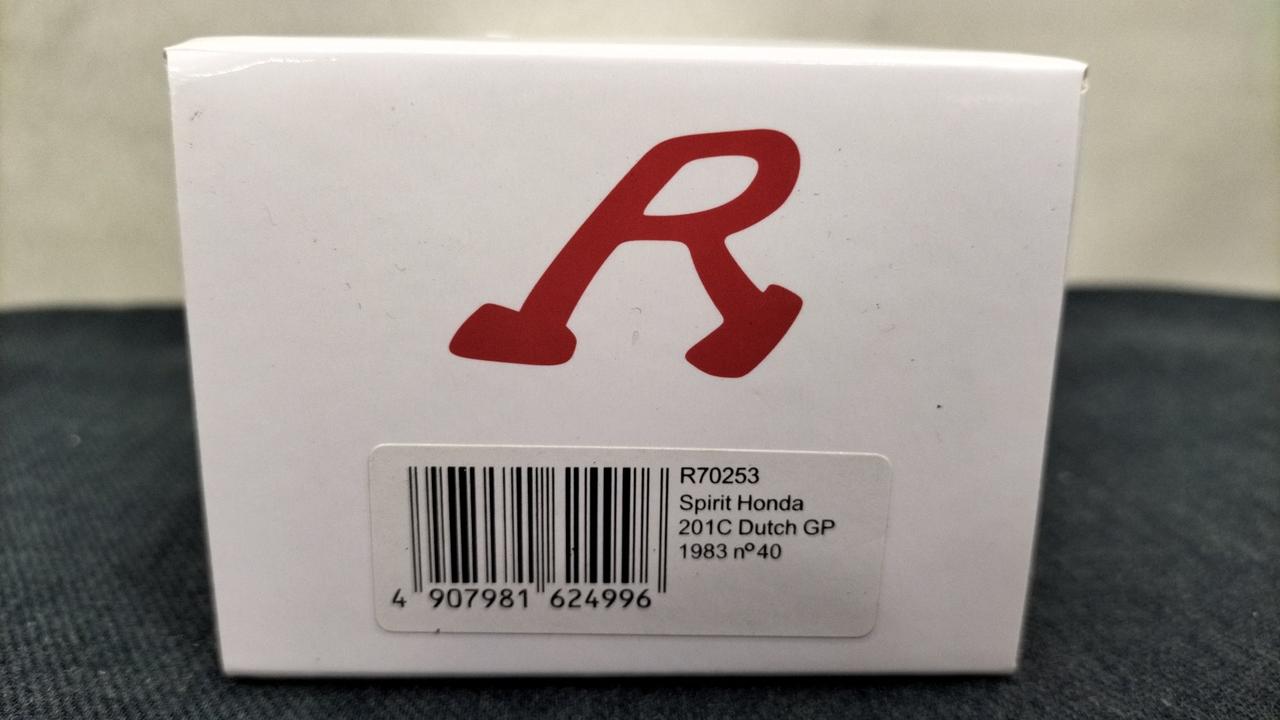 R
R70253
Spirit Honda
201C Dutch GP
1983 nº40
4 907981 624996